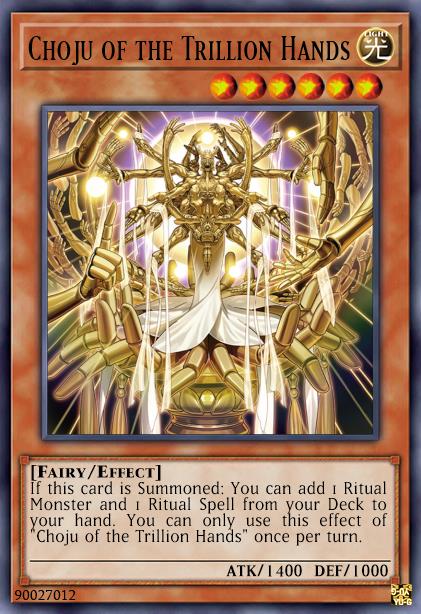 Choju of the Trillion Hands
LIGHT
光
[Fairy/Effect]
If this card is Summoned: You can add 1 Ritual
Monster and 1 Ritual Spell from your Deck to
your hand. You can only use this effect of
"Choju of the Trillion Hands" once per turn.
ATK/1400 DEF/1000
90027012